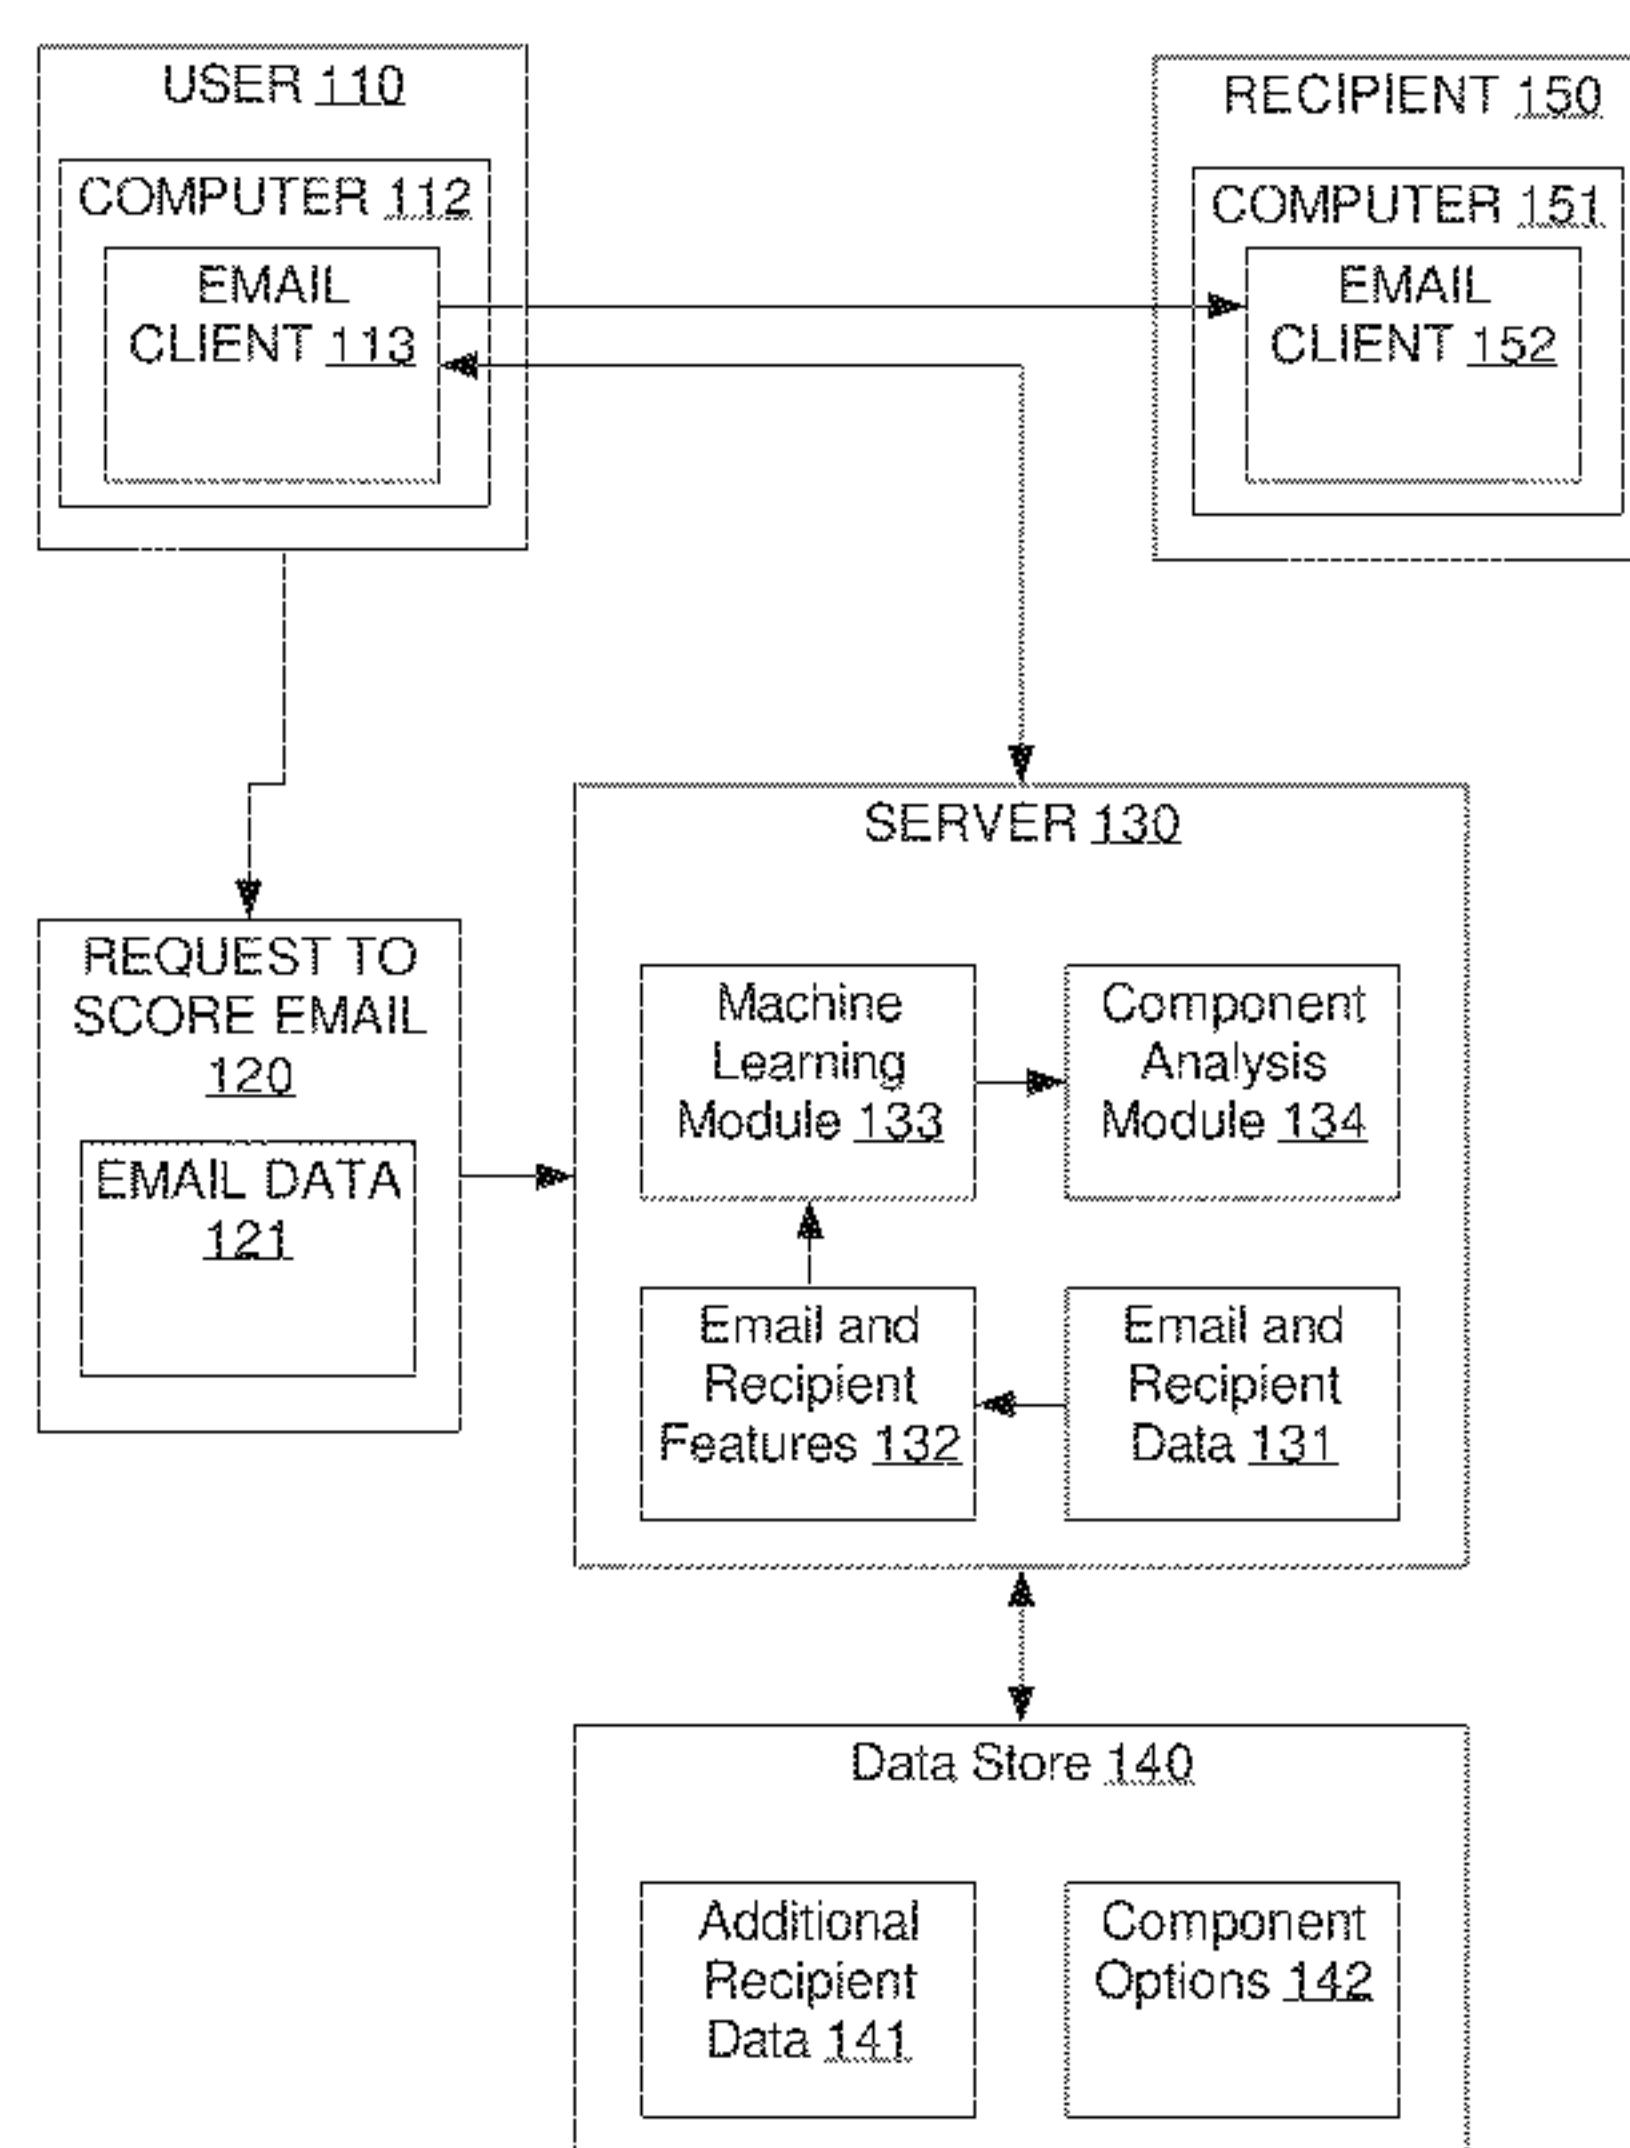 USER 110
COMPUTER 112
EMAIL
CLIENT 113
RECIPIENT 150
COMPUTER 151
EMAIL
CLIENT 152
REQUEST TO
SCORE EMAIL
120
EMAIL DATA
121
SERVER 130
Machine
Learning
Module 133
Component
Analysis
Module 134
Email and
Recipient
Features 132
Email and
Recipient
Data 131
Data Store 140
Additional
Recipient
Data 141
Component
Options 142